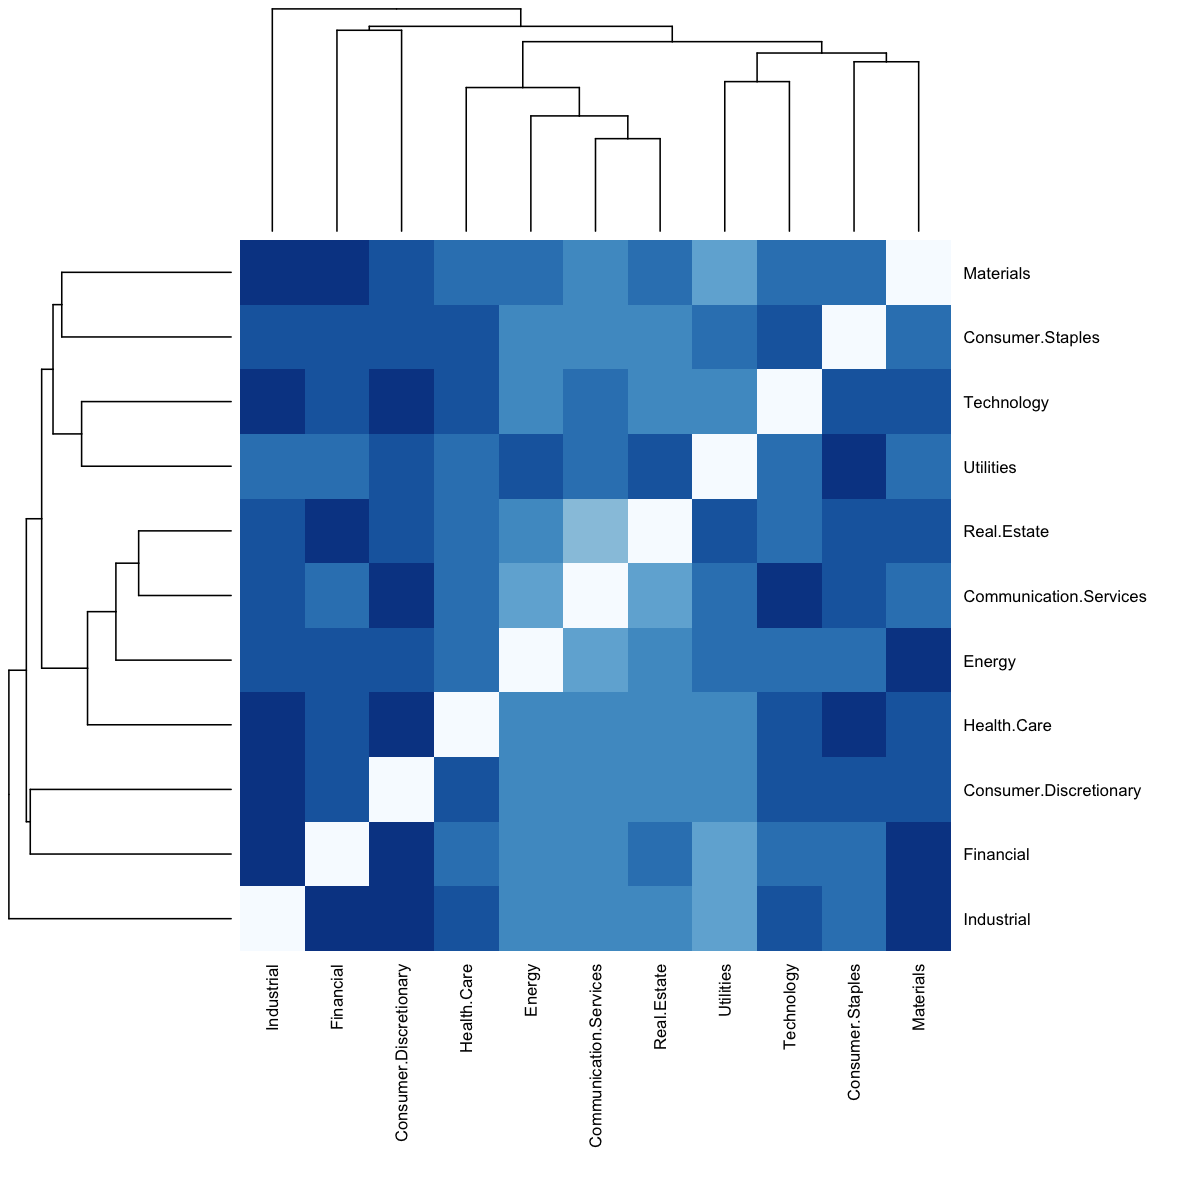 Materials
Consumer.Staples
Technology
Utilities
Real.Estate
Communication.Services
Energy
Health.Care
Consumer.Discretionary
Financial
Industrial
Industrial
Financial
Consumer.Discretionary
Health.Care
Energy
Communication.Services
Real.Estate
Utilities
Technology
Consumer.Staples
Materials